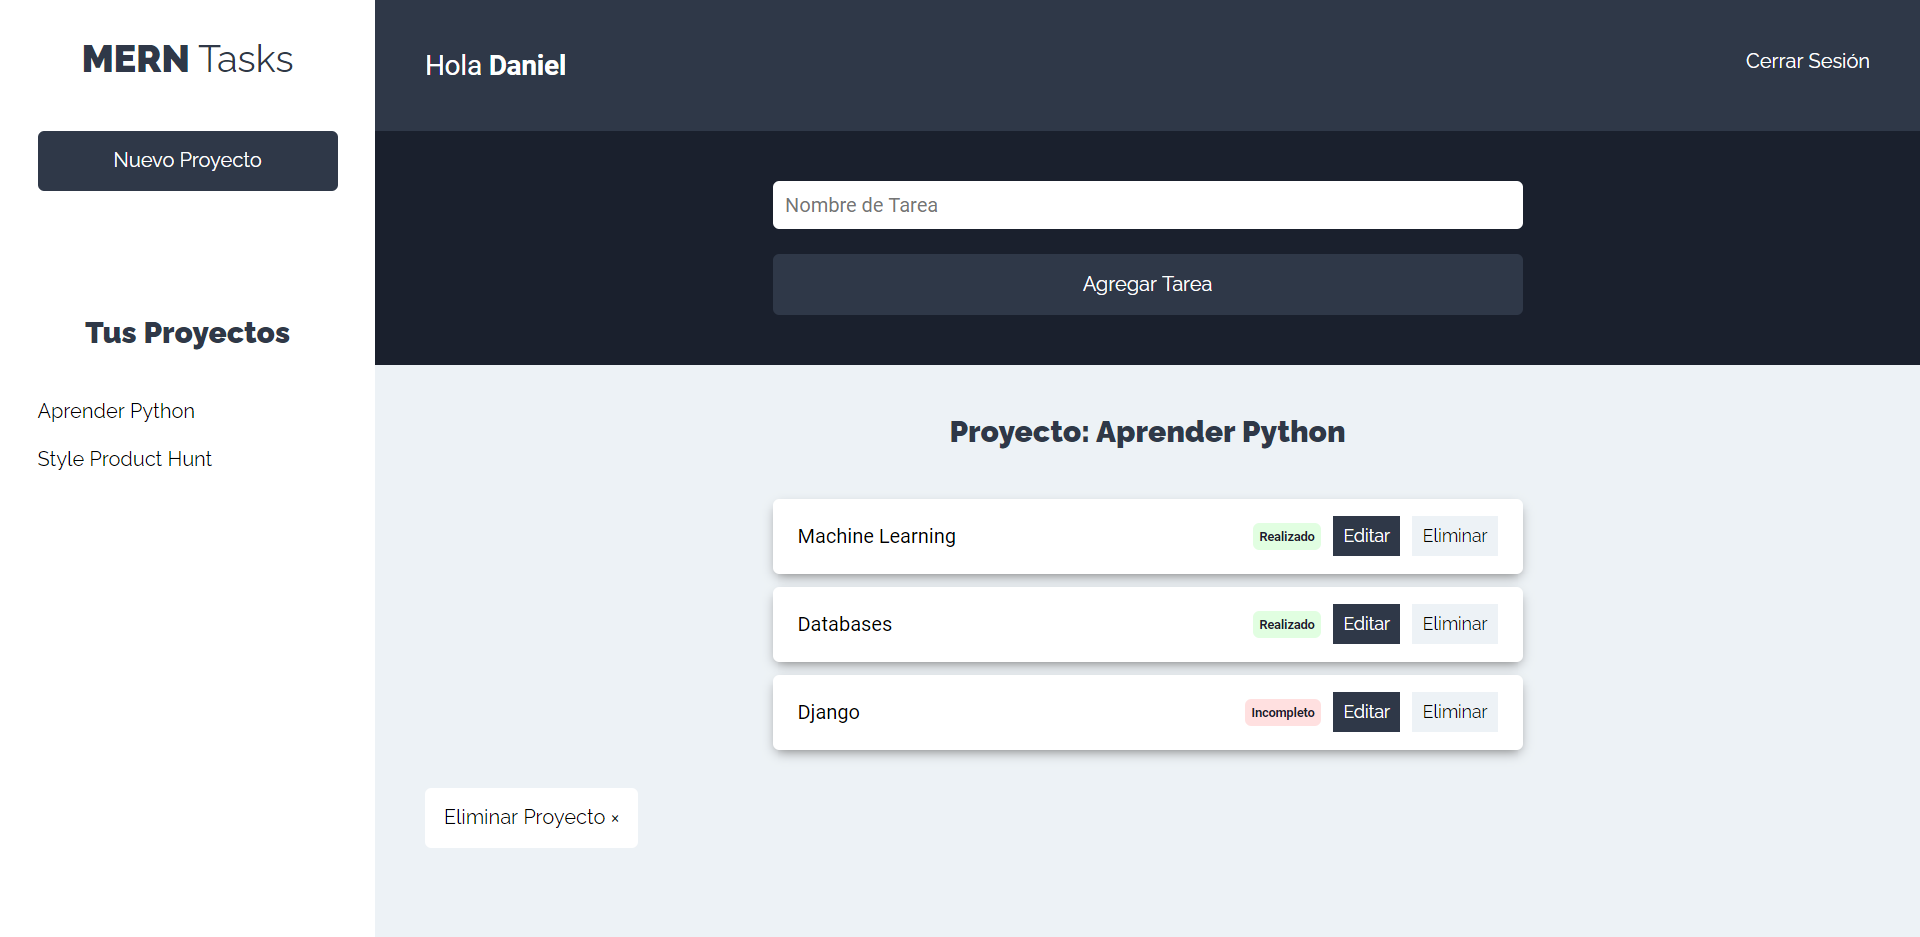 MERN Tasks
Nuevo Proyecto
Tus Proyectos
Aprender Python
Style Product Hunt
Hola Daniel
Cerrar Sesión
Nombre de Tarea
Agregar Tarea
Proyecto: Aprender Python
Machine Learning Realizado Editar Eliminar
Databases Realizado Editar Eliminar
Django Incompleto Editar Eliminar
Eliminar Proyecto ×